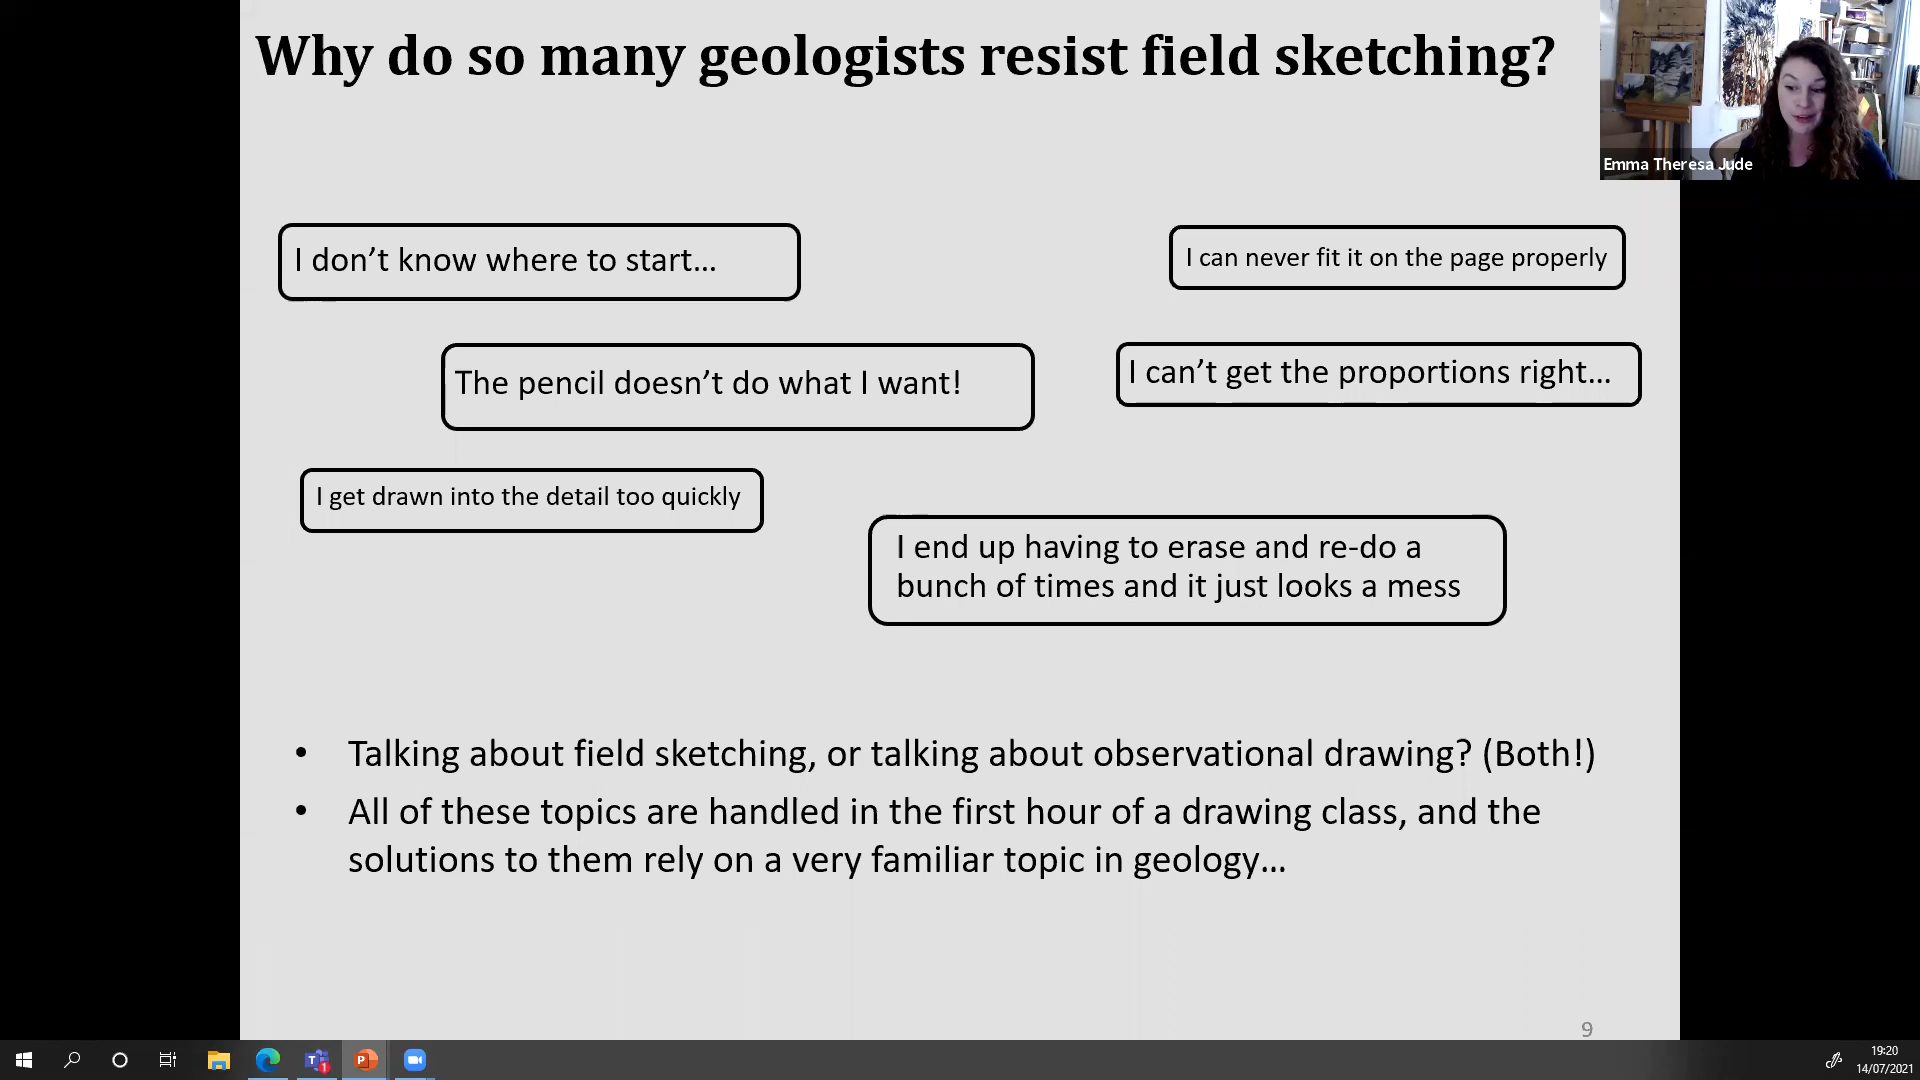 Why do so many geologists resist field sketching?
Emma Theresa Jude
I don’t know where to start…
I can never fit it on the page properly
The pencil doesn’t do what I want!
I can’t get the proportions right…
I get drawn into the detail too quickly
I end up having to erase and re-do a
bunch of times and it just looks a mess
• Talking about field sketching, or talking about observational drawing? (Both!)
• All of these topics are handled in the first hour of a drawing class, and the
solutions to them rely on a very familiar topic in geology…
9
T
1
P
19:20
14/07/2021